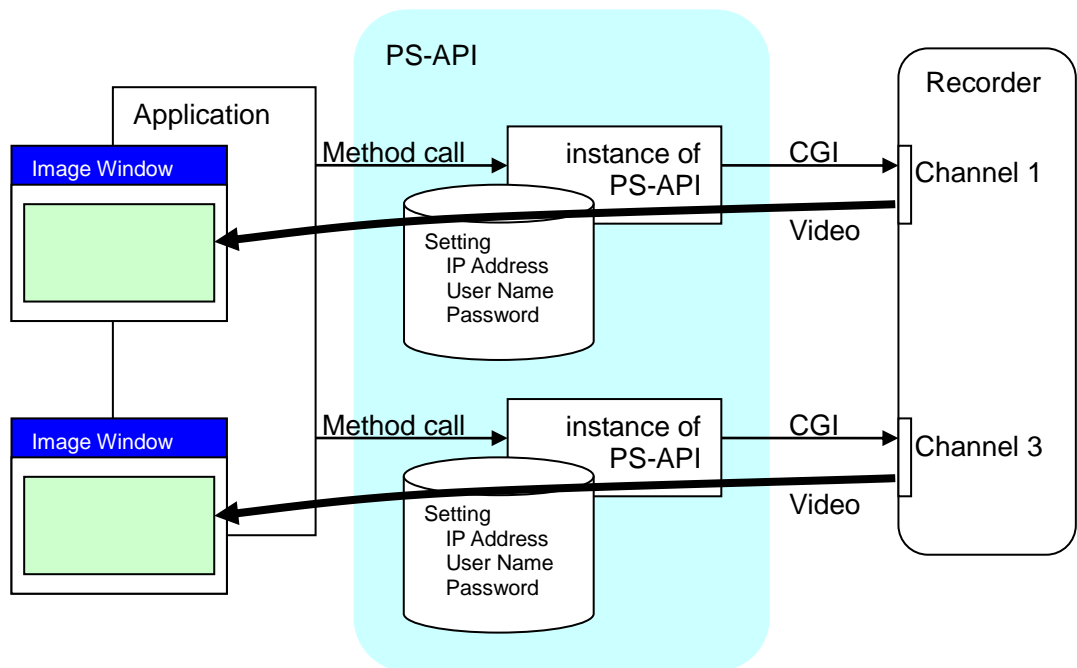 PS-API
Recorder
Application
Image Window
Method call
instance of
PS-API
CGI
Channel 1
Video
Setting
IP Address
User Name
Password
Image Window
Method call
instance of
PS-API
CGI
Channel 3
Video
Setting
IP Address
User Name
Password